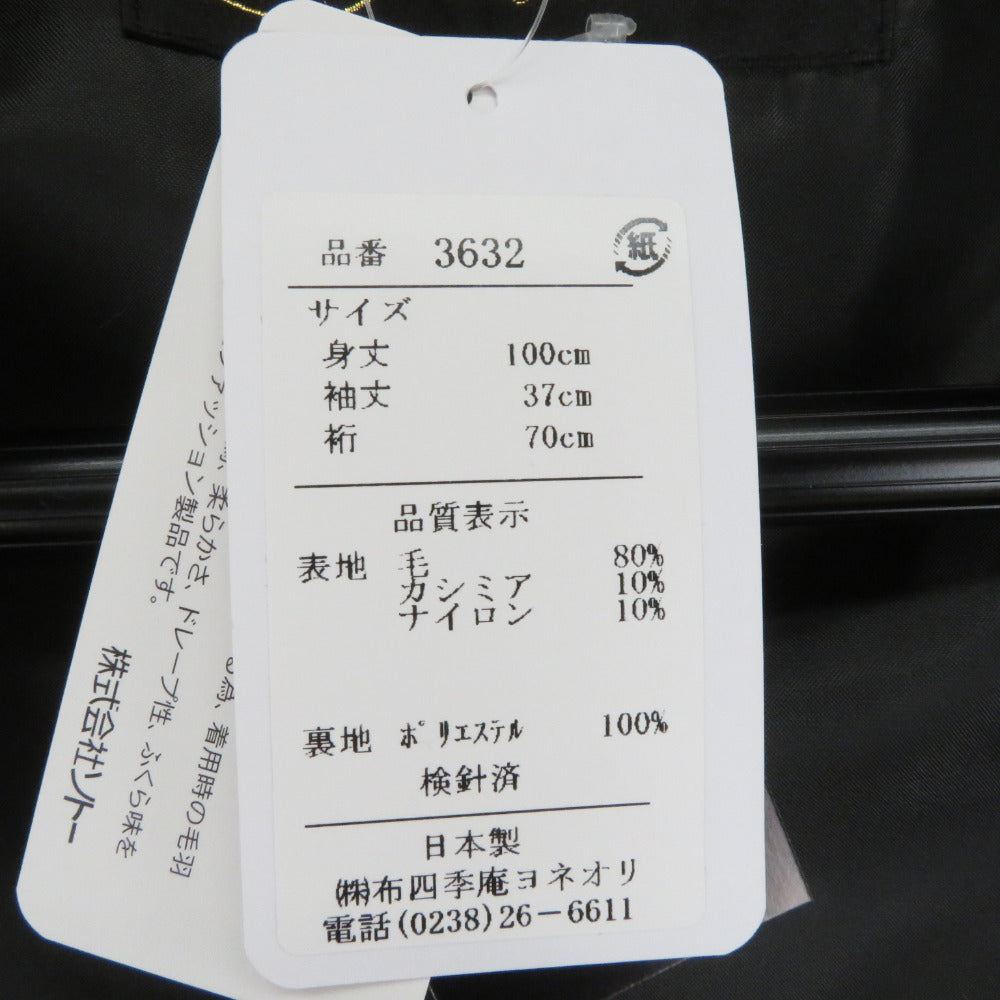 品番 3632
紙
サイズ
身丈 100cm
袖丈 37cm
裄 70cm
品質表示
表地 毛 80%
カシミア 10%
ナイロン 10%
裏地 ポリエステル 100%
検針済
日本製
㈱布四季庵ヨネオリ
電話(0238)26-6611
ァッション製品です。
柔らかさ、ドレープ性、ふくら味を
為、着用時の毛羽
株式会社ソトー